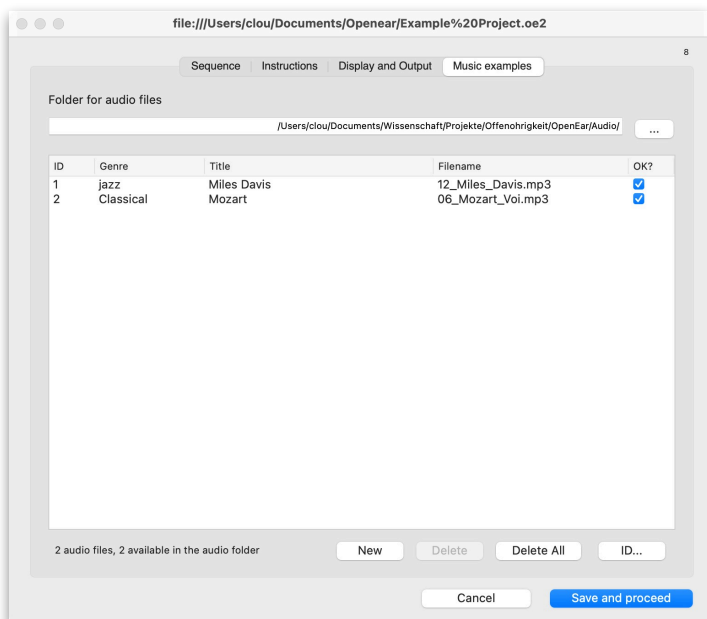 file:///Users/clou/Documents/Openear/Example%20Project.oe2
8
Sequence Instructions Display and Output Music examples
Folder for audio files
/Users/clou/Documents/Wissenschaft/Projekte/Offenohrigkeit/OpenEar/Audio/ ...
ID Genre Title Filename OK?
1 jazz Miles Davis 12_Miles_Davis.mp3
2 Classical Mozart 06_Mozart_Voi.mp3
2 audio files, 2 available in the audio folder New Delete Delete All ID...
Cancel Save and proceed